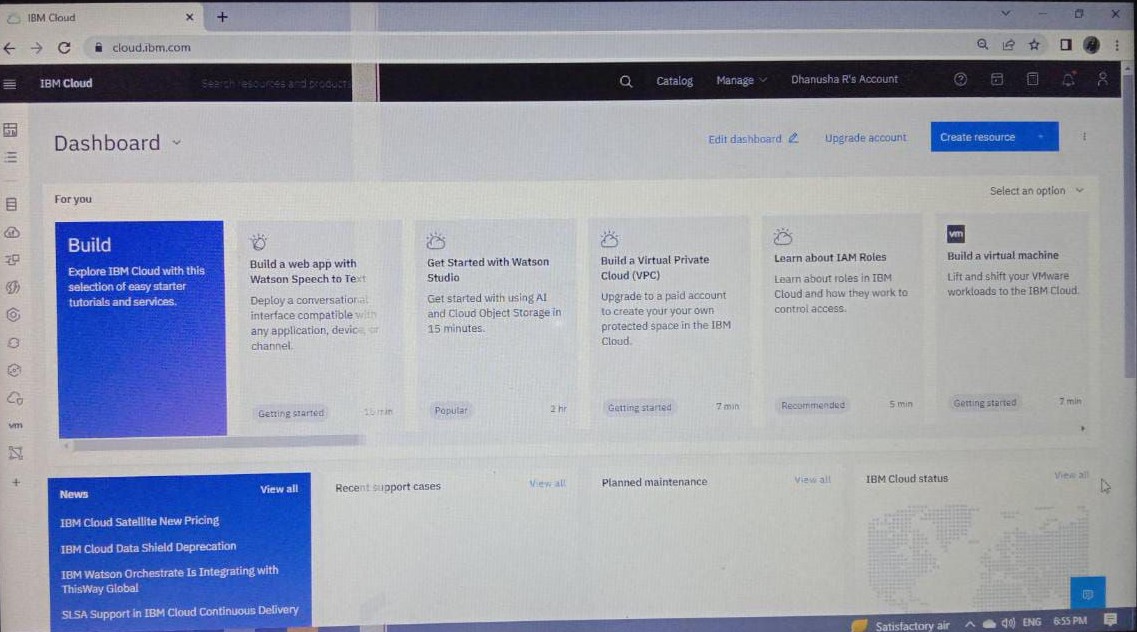 IBM Cloud
cloud.ibm.com
IBM Cloud
Search resources and products
Catalog
Manage
Dhanusha R's Account
Dashboard
Edit dashboard
Upgrade account
Create resource
For you
Select an option
Build
Explore IBM Cloud with this
selection of easy starter
tutorials and services.
Build a web app with
Watson Speech to Text
Deploy a conversational
interface compatible with
any application, device, or
channel.
Getting started
15 min
Get Started with Watson
Studio
Get started with using AI
and Cloud Object Storage in
15 minutes.
Popular
2 hr
Build a Virtual Private
Cloud (VPC)
Upgrade to a paid account
to create your your own
protected space in the IBM
Cloud.
Getting started
7 min
Learn about IAM Roles
Learn about roles in IBM
Cloud and how they work to
control access.
Recommended
5 min
vm
Build a virtual machine
Lift and shift your VMware
workloads to the IBM Cloud.
Getting started
7 min
vm
News
View all
IBM Cloud Satellite New Pricing
IBM Cloud Data Shield Deprecation
IBM Watson Orchestrate Is Integrating with
ThisWay Global
SLSA Support in IBM Cloud Continuous Delivery
Recent support cases
View all
Planned maintenance
View all
IBM Cloud status
View all
Satisfactory air
ENG
6:55 PM